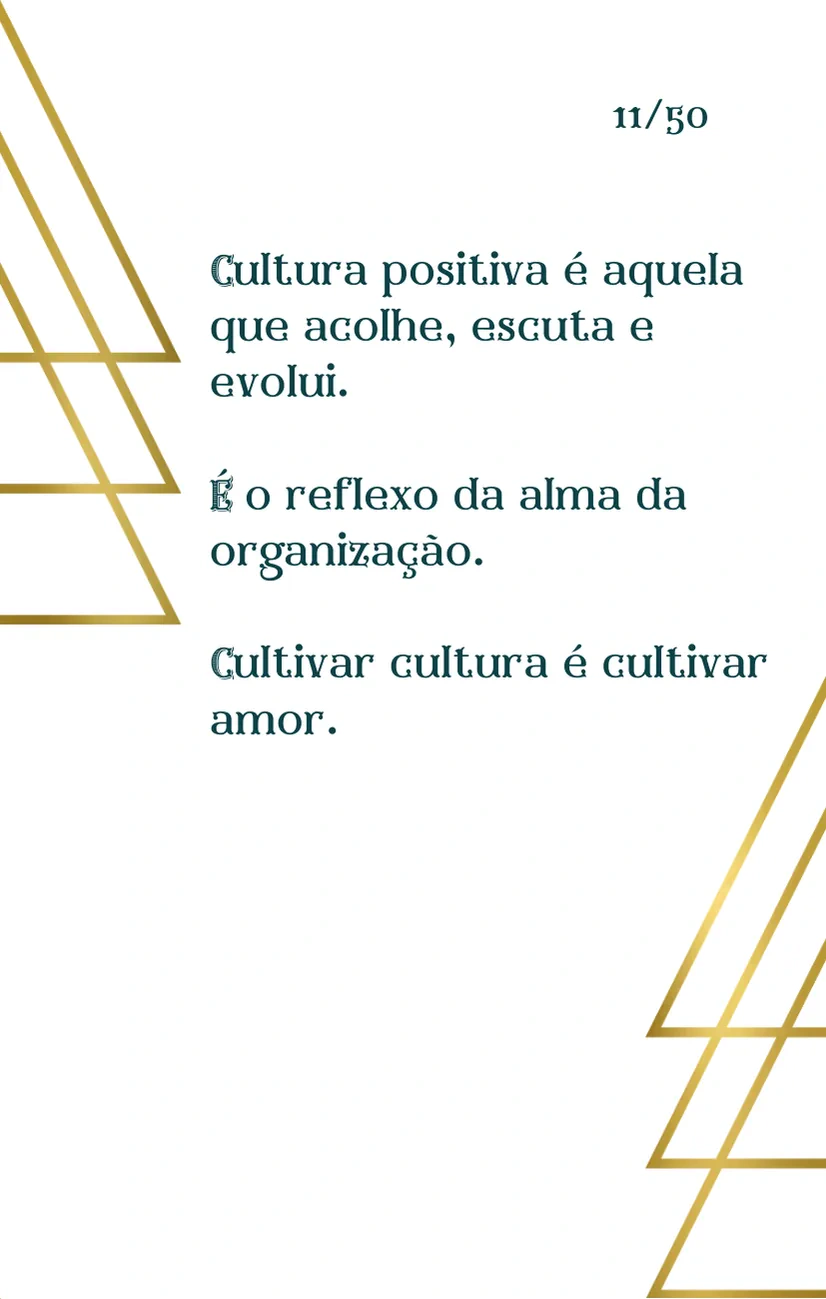 11/50
Cultura positiva é aquela
que acolhe, escuta e
evolui.
É o reflexo da alma da
organização.
Cultivar cultura é cultivar
amor.